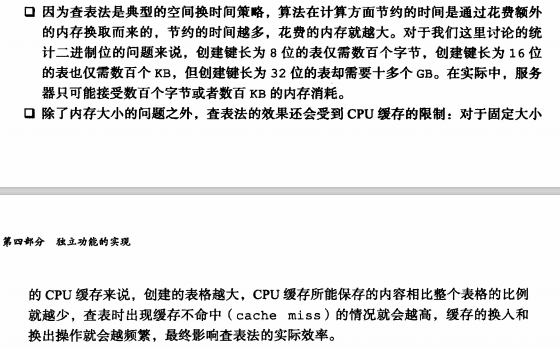 ❑ 因为查表法是典型的空间换时间策略，算法在计算方面节约的时间是通过花费额外
的内存换取而来的，节约的时间越多，花费的内存就越大。对于我们这里讨论的统
计二进制位的问题来说，创建键长为 8 位的表仅需数百个字节，创建键长为 16 位
的表也仅需数百个 KB，但创建键长为 32 位的表却需要十多个 GB。在实际中，服务
器只可能接受数百个字节或者数百 KB 的内存消耗。
❑ 除了内存大小的问题之外，查表法的效果还会受到 CPU 缓存的限制：对于固定大小
第四部分 独立功能的实现
的 CPU 缓存来说，创建的表格越大，CPU 缓存所能保存的内容相比整个表格的比例
就越少，查表时出现缓存不命中（cache miss）的情况就会越高，缓存的换入和
换出操作就会越频繁，最终影响查表法的实际效率。